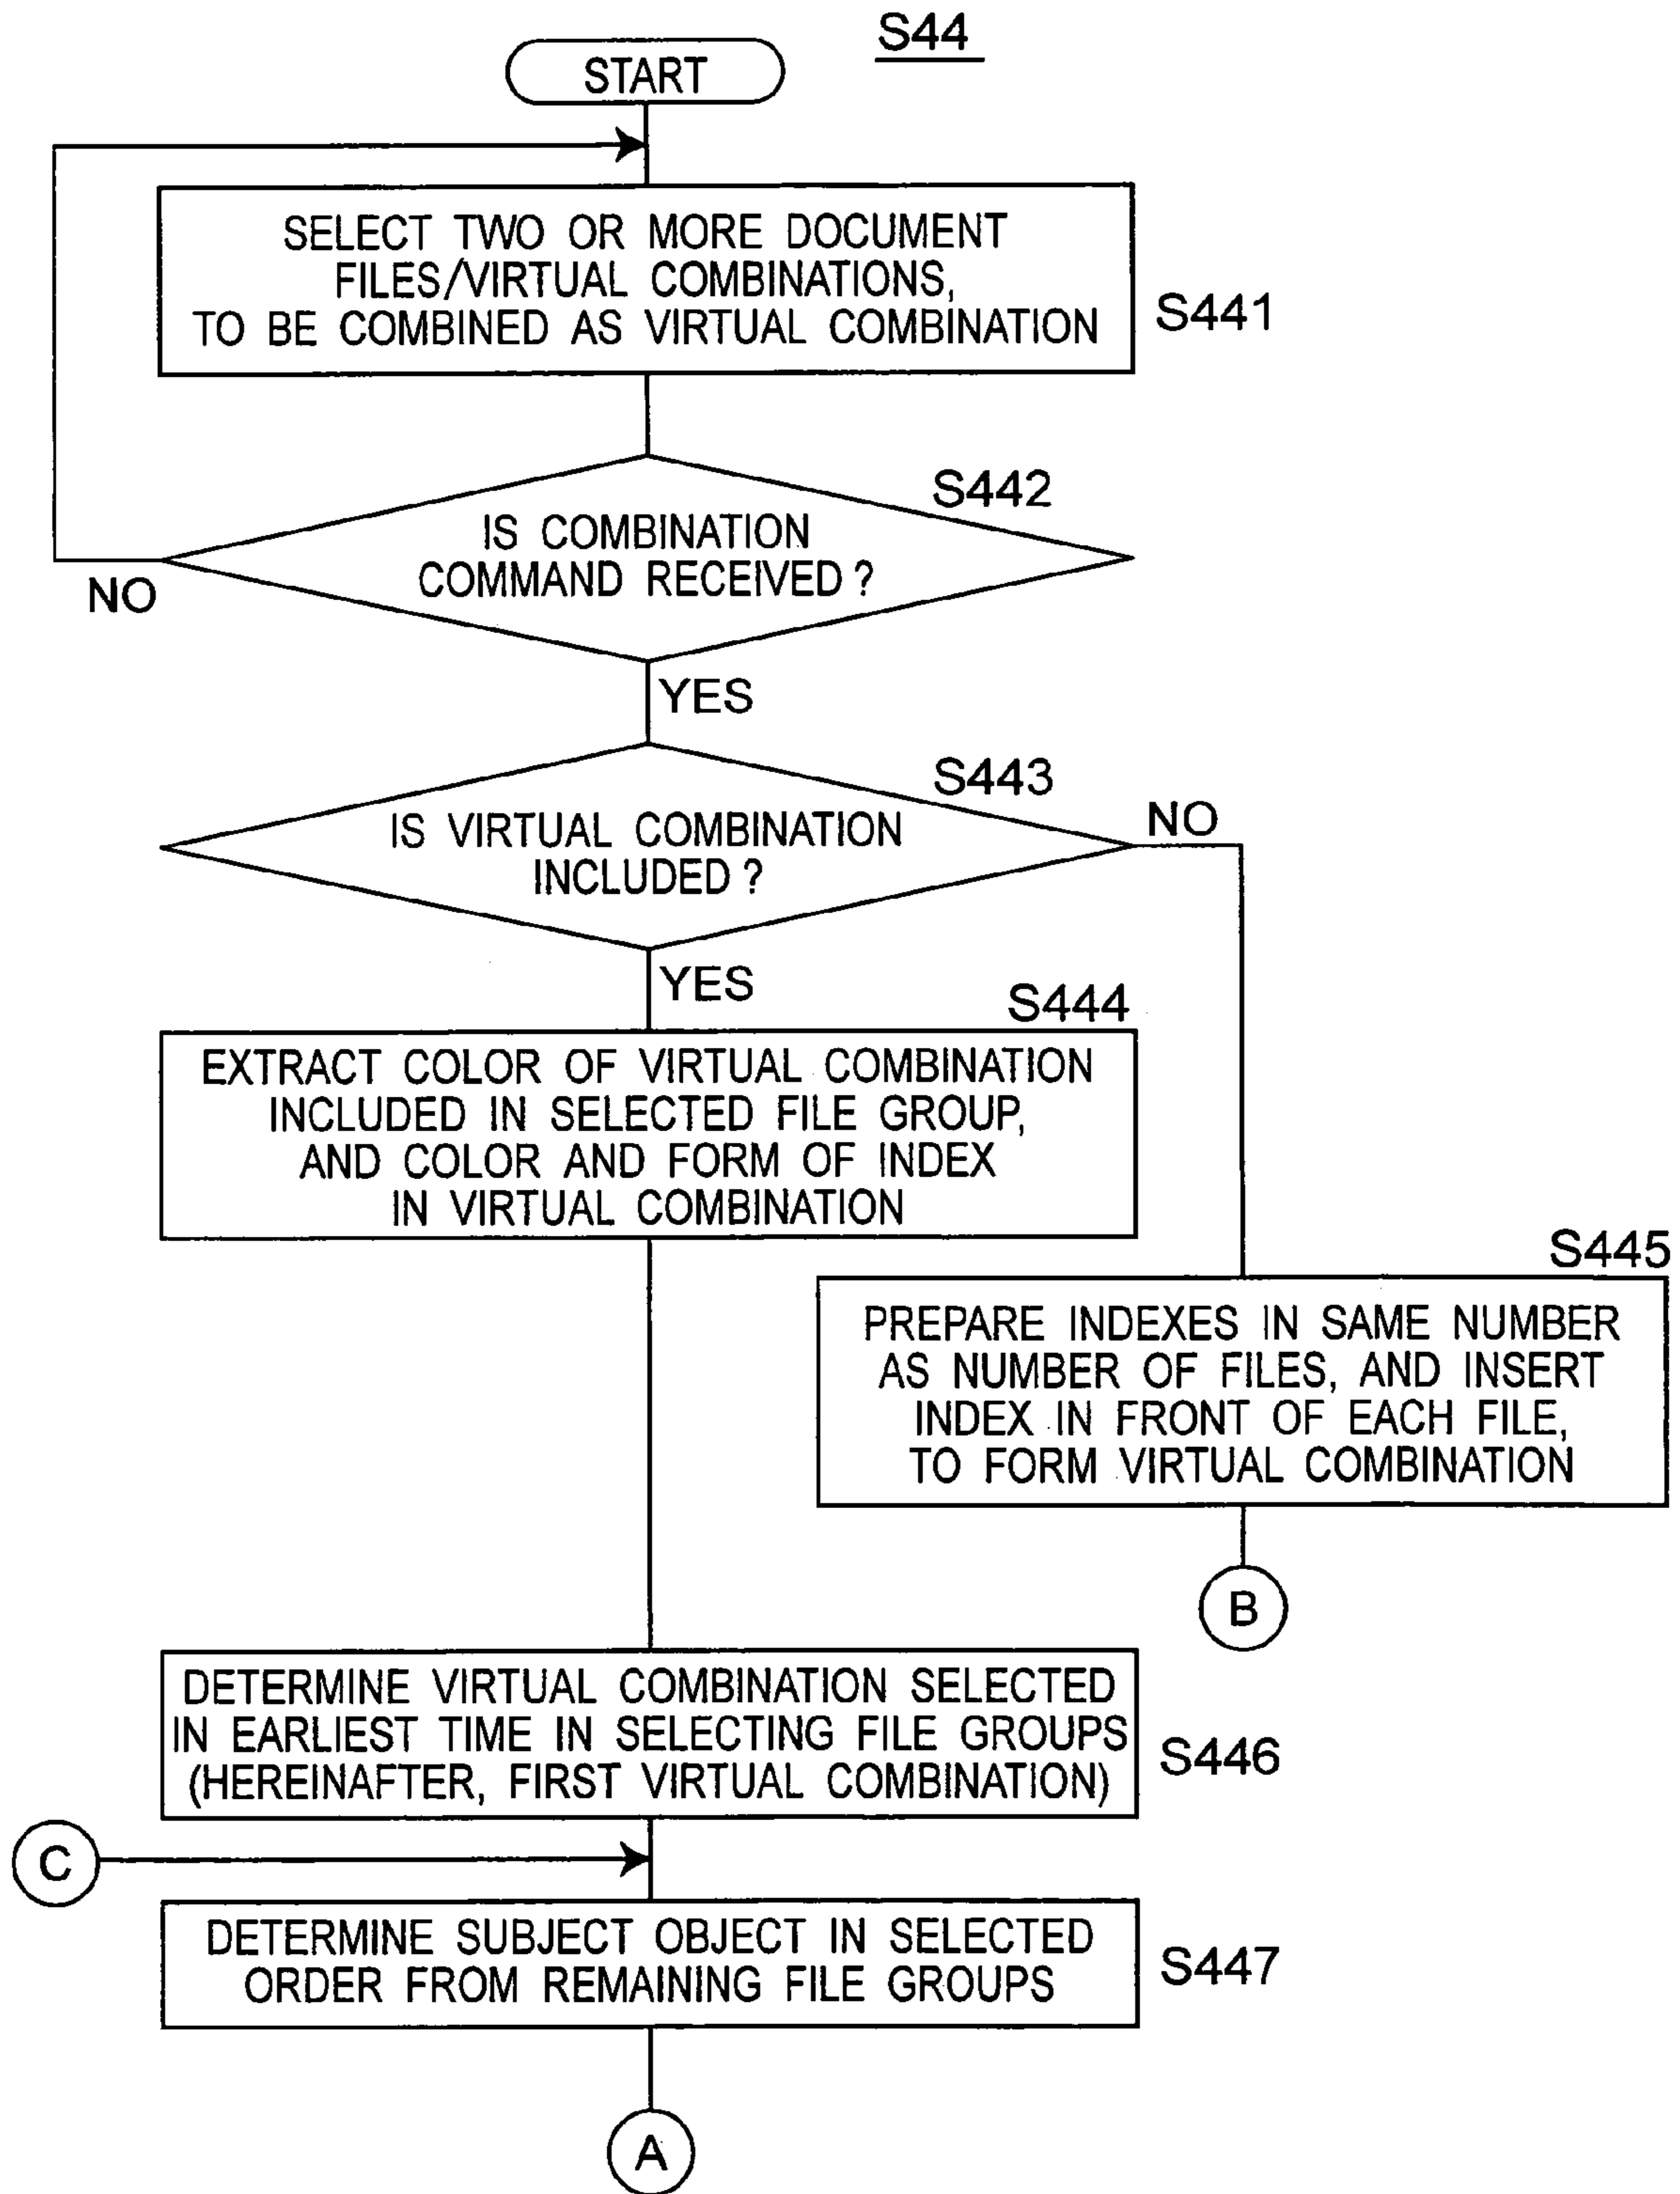 S44
START
SELECT TWO OR MORE DOCUMENT
FILES/VIRTUAL COMBINATIONS,
TO BE COMBINED AS VIRTUAL COMBINATION
S441
S442
IS COMBINATION
COMMAND RECEIVED ?
NO
YES
S443
IS VIRTUAL COMBINATION
INCLUDED ?
NO
YES
S444
EXTRACT COLOR OF VIRTUAL COMBINATION
INCLUDED IN SELECTED FILE GROUP,
AND COLOR AND FORM OF INDEX
IN VIRTUAL COMBINATION
S445
PREPARE INDEXES IN SAME NUMBER
AS NUMBER OF FILES, AND INSERT
INDEX IN FRONT OF EACH FILE,
TO FORM VIRTUAL COMBINATION
B
DETERMINE VIRTUAL COMBINATION SELECTED
IN EARLIEST TIME IN SELECTING FILE GROUPS
(HEREINAFTER, FIRST VIRTUAL COMBINATION)
S446
C
DETERMINE SUBJECT OBJECT IN SELECTED
ORDER FROM REMAINING FILE GROUPS
S447
A